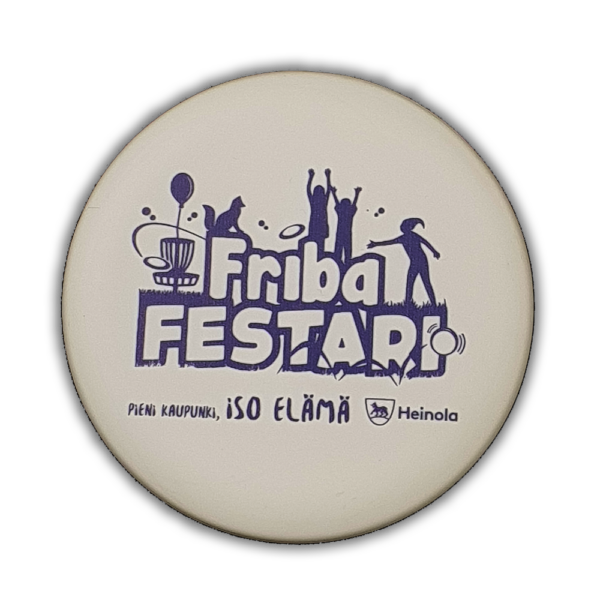 Friba
FESTARI
PIENI KAUPUNKI, iSO ELÄMÄ Heinola